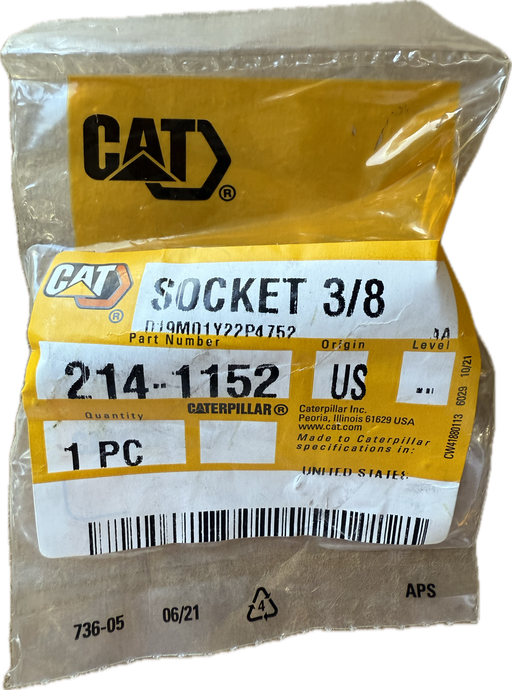 CAT®
CAT®
SOCKET 3/8
D19M01Y22P4752
Part Number
Origin
Level
214-1152
US
Quantity
CATERPILLAR®
1 PC
Caterpillar Inc.
Peoria, Illinois 61629 USA
www.cat.com
Made to Caterpillar
specifications in:
UNITED STATES
CW41880113 6029 10/21
736-05
06/21
4
APS